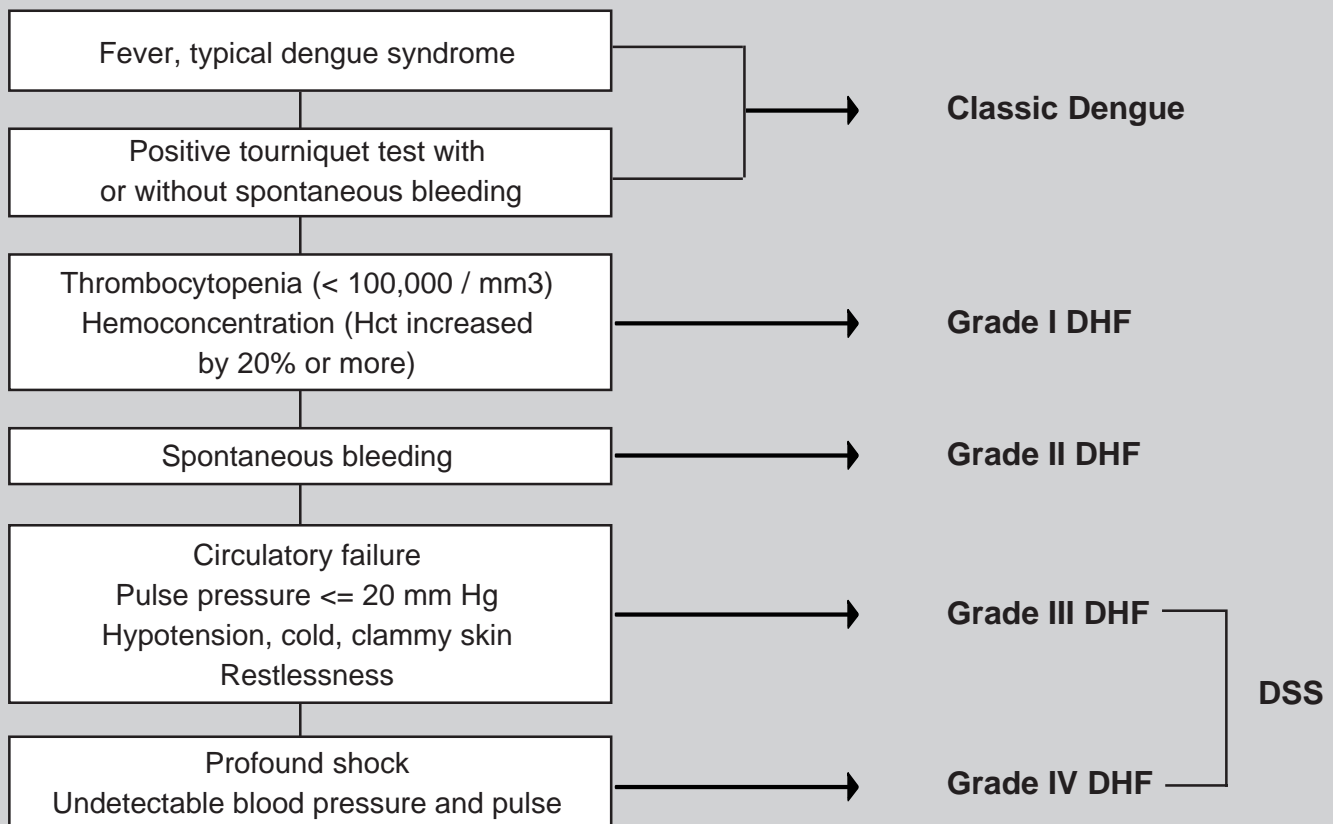 Fever, typical dengue syndrome
Classic Dengue
Positive tourniquet test with
or without spontaneous bleeding
Thrombocytopenia (< 100,000 / mm3)
Hemoconcentration (Hct increased
by 20% or more)
Grade I DHF
Spontaneous bleeding
Grade II DHF
Circulatory failure
Pulse pressure <= 20 mm Hg
Hypotension, cold, clammy skin
Restlessness
Grade III DHF
DSS
Profound shock
Undetectable blood pressure and pulse
Grade IV DHF